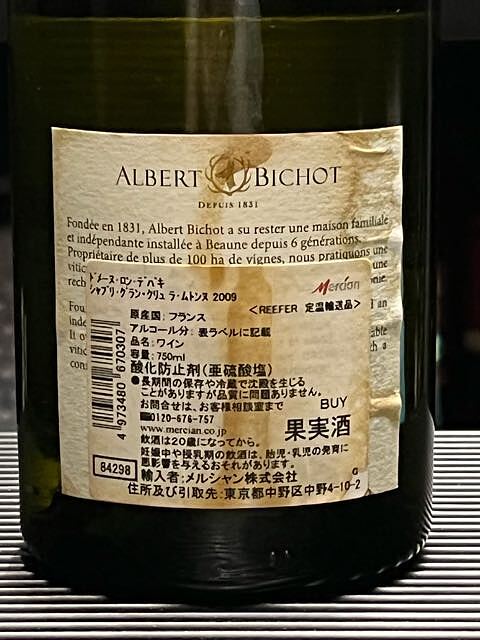 ALBERT BICHOT
DEPUIS 1831
Fondée en 1831, Albert Bichot a su rester une maison familiale
et indépendante installée à Beaune depuis 6 générations.
Propriétaire de plus de 100 ha de vignes, nous pratiquons une
ドメーヌ・ロン・デパキ
シャブリ・グラン・クリュ ラ・ムトンヌ 2009
Mercian
<REEFER 定温輸送品>
原産国: フランス
アルコール分: 表ラベルに記載
品名: ワイン
容量: 750ml
酸化防止剤(亜硫酸塩)
●長期間の保存や冷蔵で沈殿を生じる
ことがありますが品質に問題ありません。
お問合せは、お客様相談室まで
0120-676-757
www.mercian.co.jp
BUY
果実酒
飲酒は20歳になってから。
妊娠中や授乳期の飲酒は、胎児・乳児の発育に
悪影響を与えるおそれがあります。
G
輸入者:メルシャン株式会社
住所及び引取先:東京都中野区中野4-10-2
4 973480 670307
84298